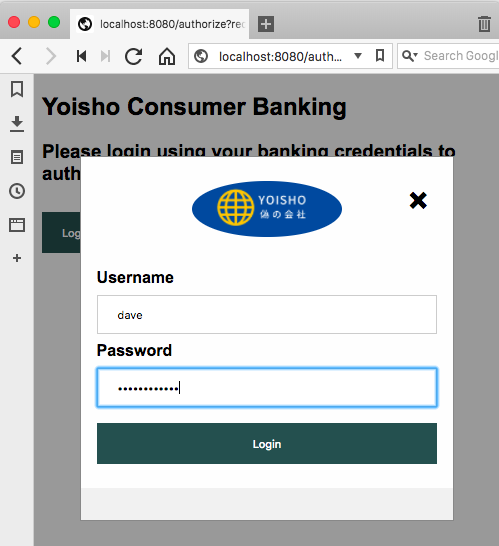 localhost:8080/authorize?rec
localhost:8080/auth...
Search Googl
Yoisho Consumer Banking
Please login using your banking credentials to
auth
Log
YOISHO
偽の会社
Username
dave
Password
••••••••••••
Login